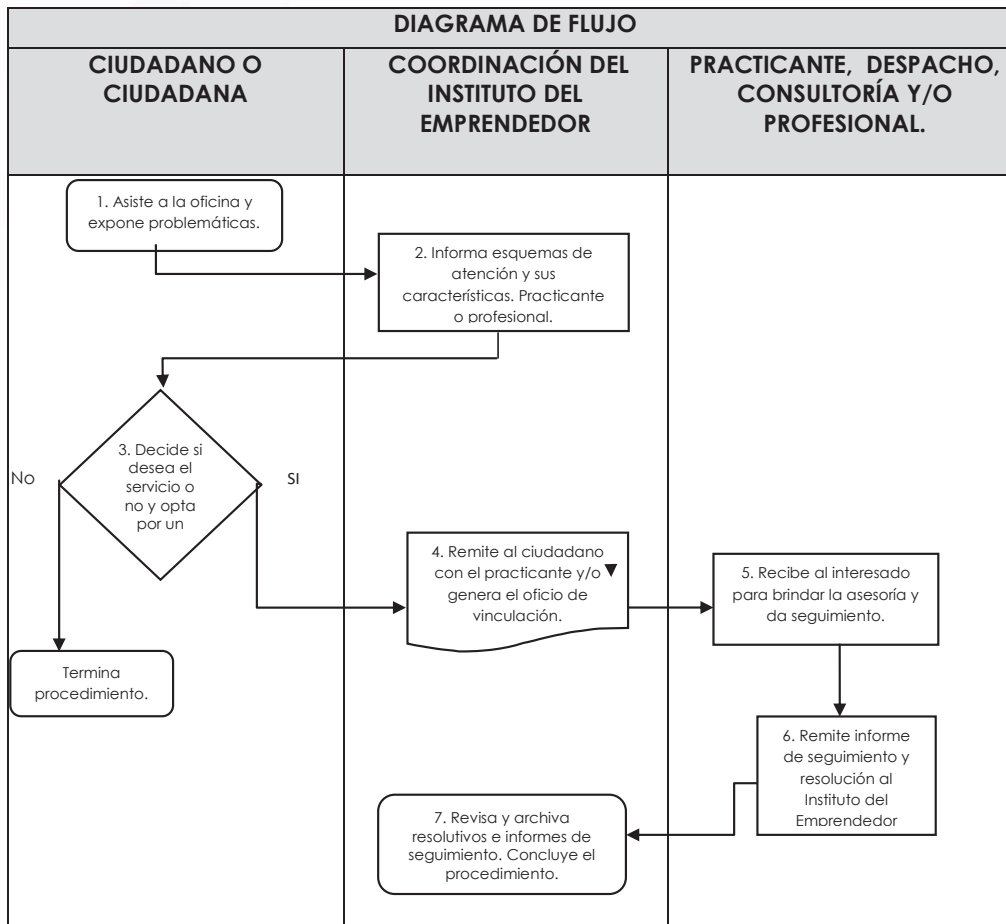 DIAGRAMA DE FLUJO
CIUDADANO O
CIUDADANA
COORDINACIÓN DEL
INSTITUTO DEL
EMPRENDEDOR
PRACTICANTE, DESPACHO,
CONSULTORÍA Y/O
PROFESIONAL.
1. Asiste a la oficina y
expone problemáticas.
2. Informa esquemas de
atención y sus
características. Practicante
o profesional.
3. Decide si
desea el
servicio o
no y opta
por un
No
SI
4. Remite al ciudadano
con el practicante y/o
genera el oficio de
vinculación.
5. Recibe al interesado
para brindar la asesoría y
da seguimiento.
Termina
procedimiento.
6. Remite informe
de seguimiento y
resolución al
Instituto del
Emprendedor
7. Revisa y archiva
resolutivos e informes de
seguimiento. Concluye el
procedimiento.